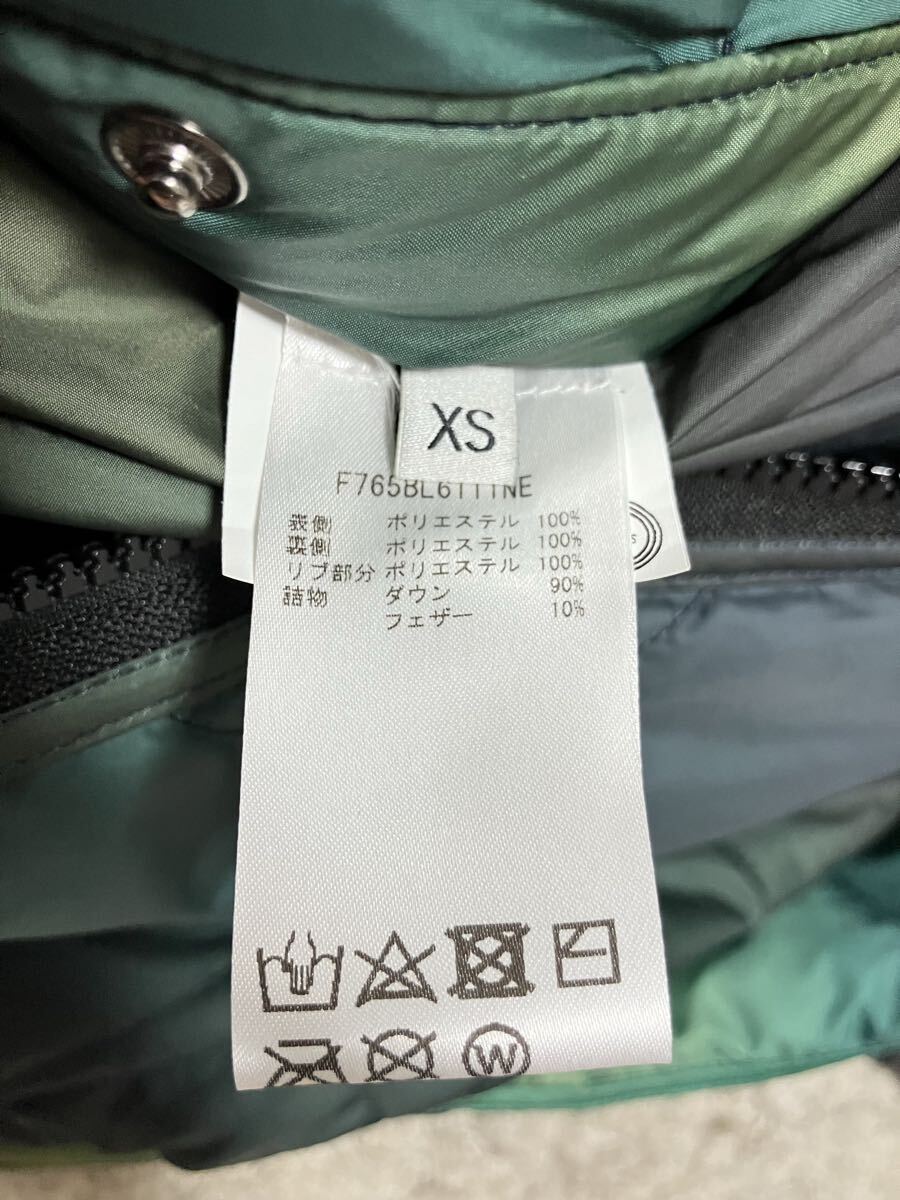 XS
F765BL6111NE
表側 ポリエステル 100%
裏側 ポリエステル 100%
リブ部分 ポリエステル 100%
詰物 ダウン 90%
フェザー 10%
W
S